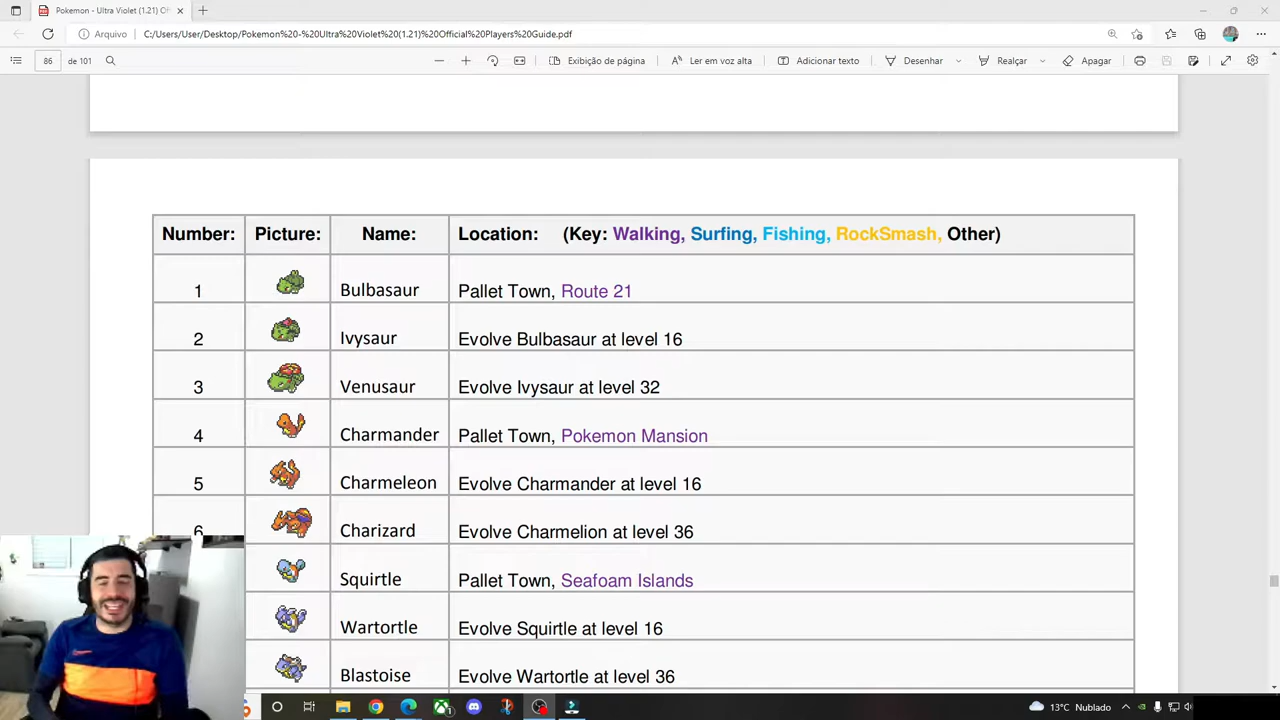 Pokemon - Ultra Violet (1.21) Of
Arquivo C:/Users/User/Desktop/Pokemon%20-%20Ultra%20Violet%20(1.21)%20Official%20Players%20Guide.pdf
86 de 101 Exibição de página Ler em voz alta Adicionar texto Desenhar Realçar Apagar
Number: Picture: Name: Location: (Key: Walking, Surfing, Fishing, RockSmash, Other)
1 Bulbasaur Pallet Town, Route 21
2 Ivysaur Evolve Bulbasaur at level 16
3 Venusaur Evolve Ivysaur at level 32
4 Charmander Pallet Town, Pokemon Mansion
5 Charmeleon Evolve Charmander at level 16
6 Charizard Evolve Charmelion at level 36
Squirtle Pallet Town, Seafoam Islands
Wartortle Evolve Squirtle at level 16
Blastoise Evolve Wartortle at level 36
13°C Nublado